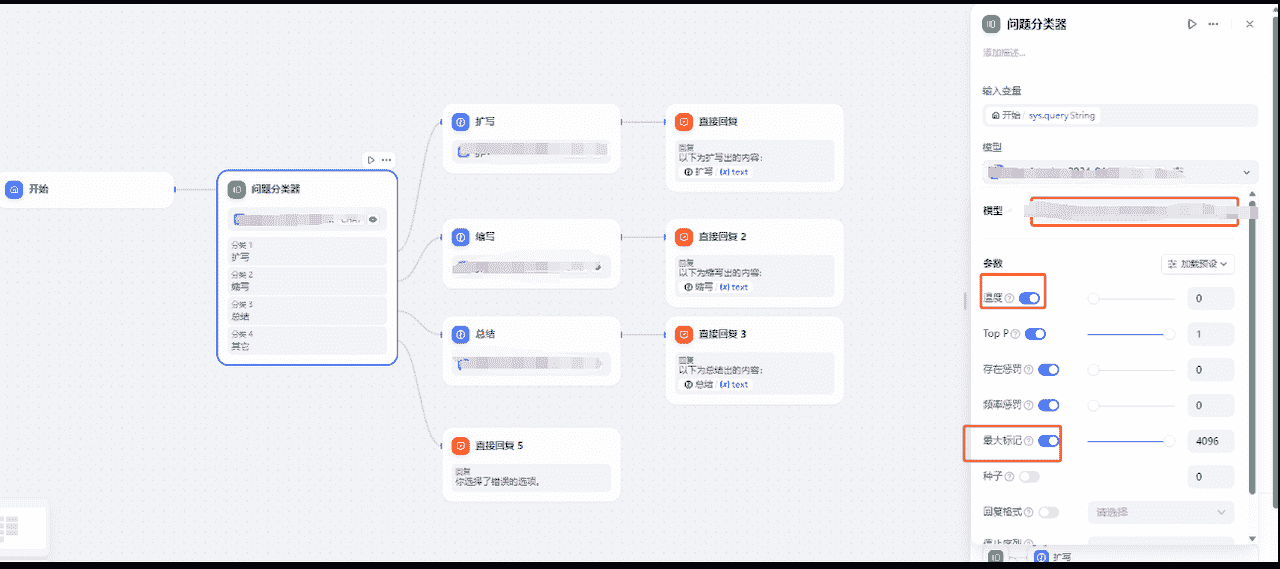 开始
问题分类器
分类 1
扩写
分类 2
缩写
分类 3
总结
分类 4
其它
扩写
直接回复
回复
以下为扩写出的内容:
扩写 / {x} text
缩写
直接回复 2
回复
以下为缩写出的内容:
缩写 / {x} text
总结
直接回复 3
回复
以下为总结出的内容:
总结 / {x} text
直接回复 5
回复
你选择了错误的选项。
问题分类器
添加描述...
输入变量
开始 / sys.query String
模型
模型
参数
加载预设
温度
0
Top P
1
存在惩罚
0
频率惩罚
0
最大标记
4096
种子
0
回复格式
请选择
停止序列
扩写